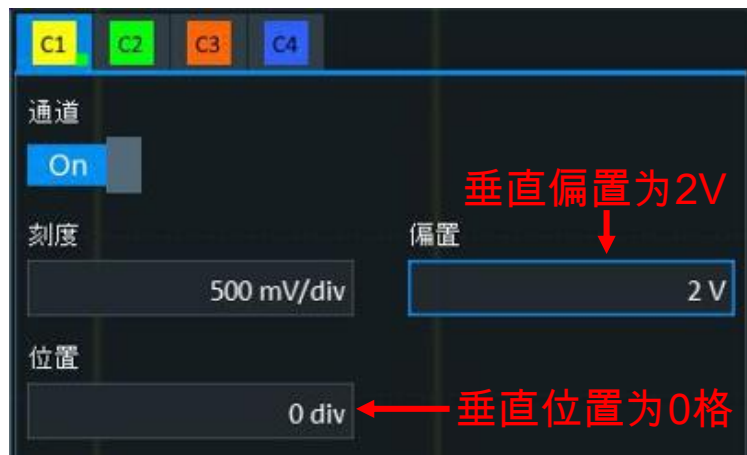 C1 C2 C3 C4
通道
On
垂直偏置为2V
刻度 偏置
500 mV/div 2 V
位置
0 div 垂直位置为0格